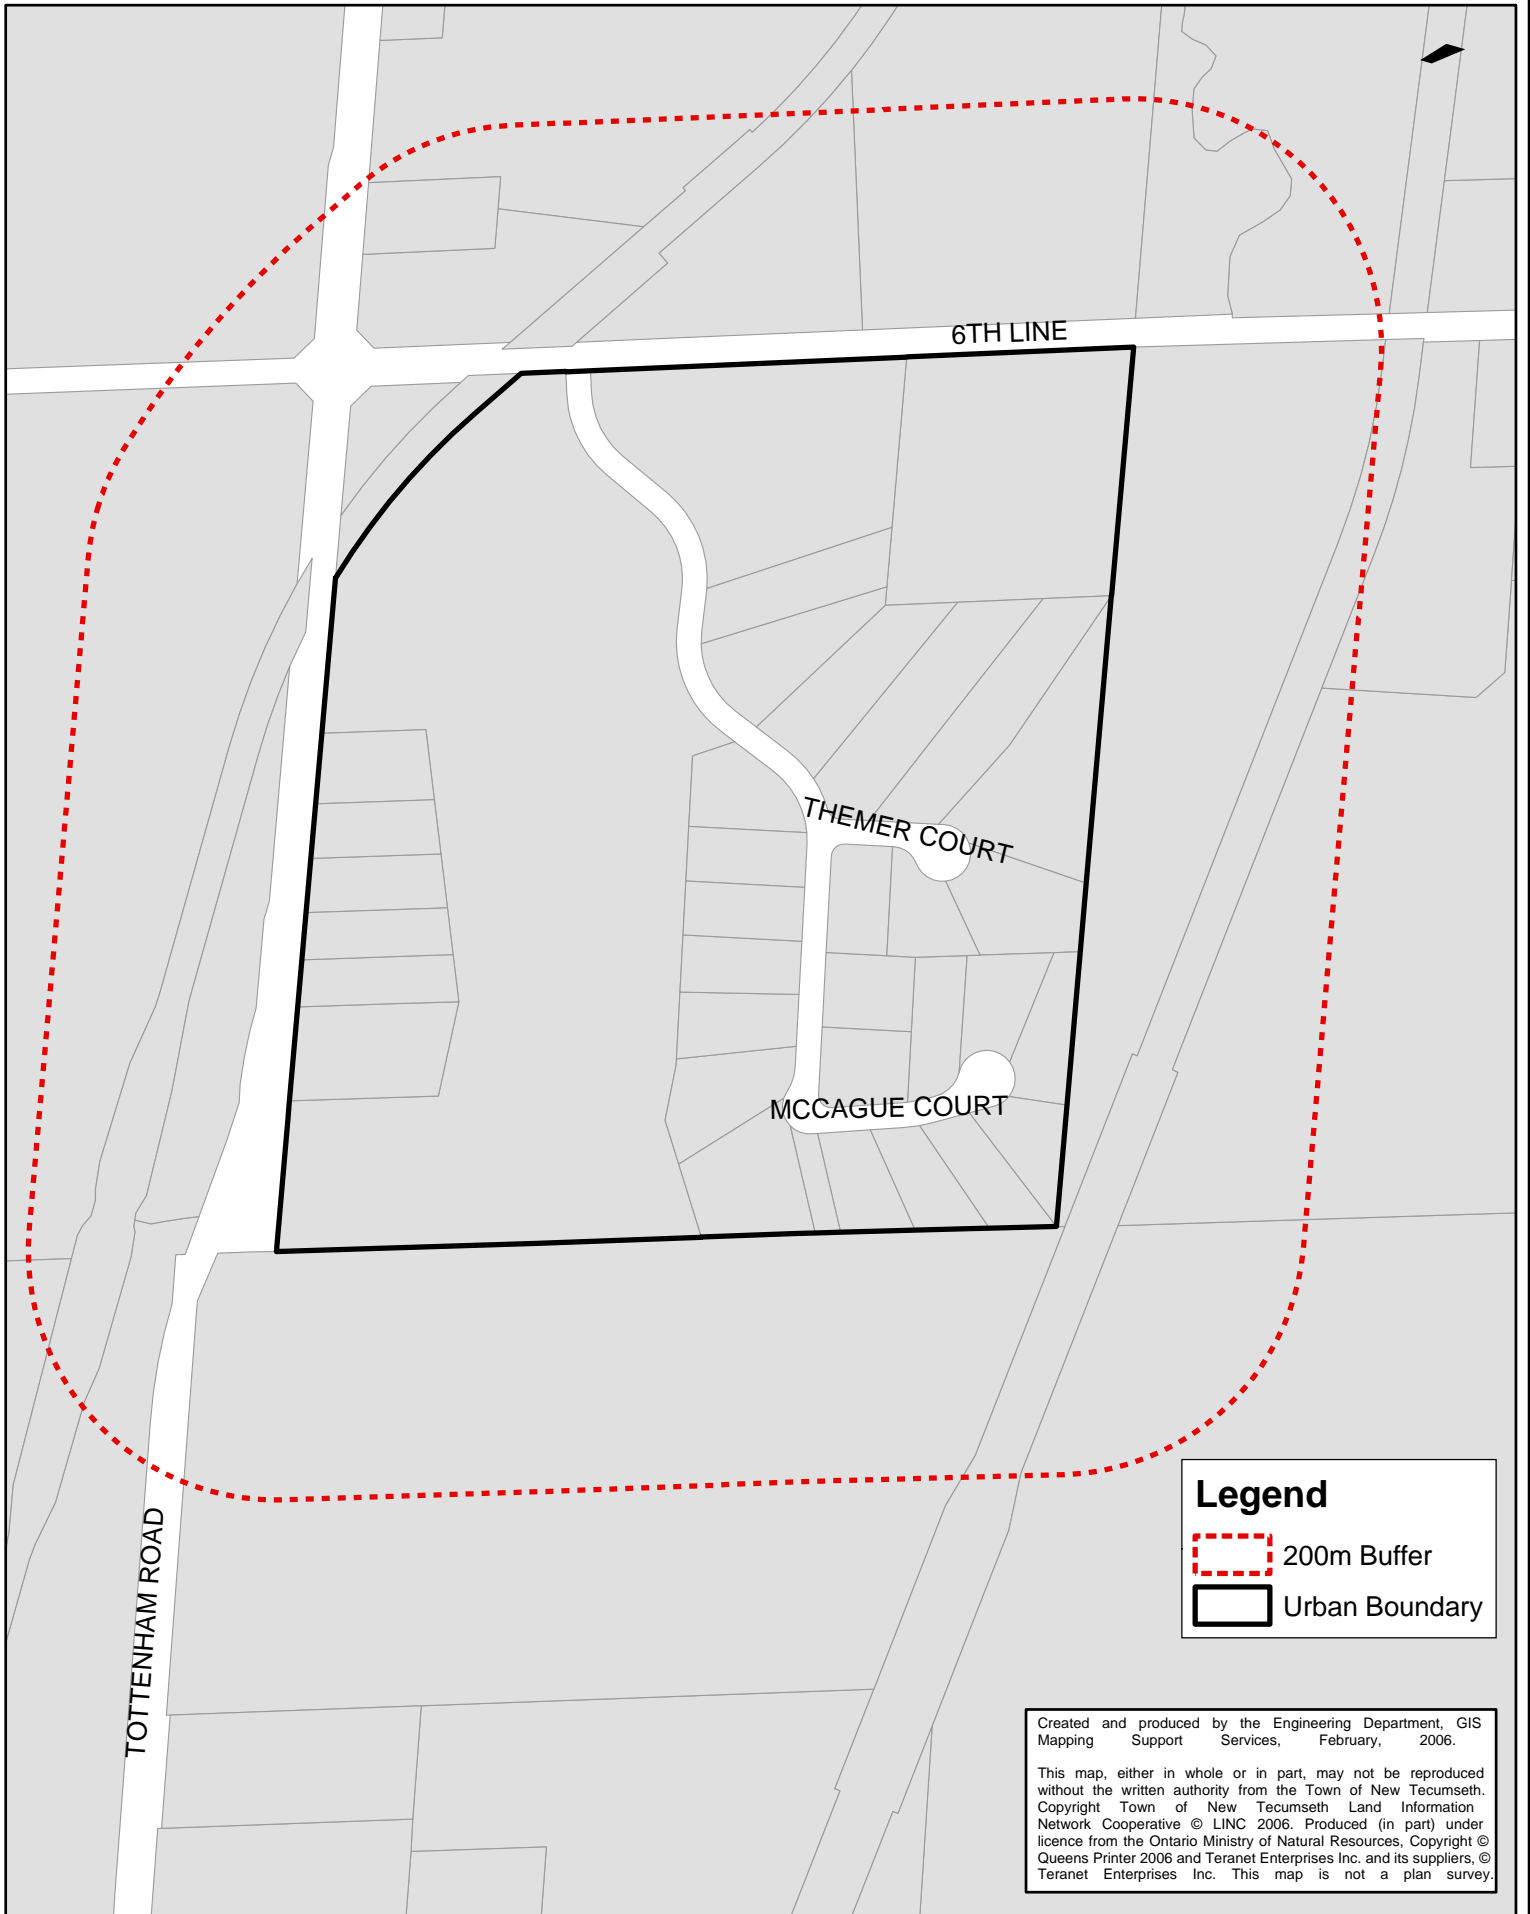 6TH LINE
THEMER COURT
MCCAGUE COURT
TOTTENHAM ROAD
Legend
200m Buffer
Urban Boundary
Created and produced by the Engineering Department, GIS
Mapping Support Services, February, 2006.
This map, either in whole or in part, may not be reproduced
without the written authority from the Town of New Tecumseth.
Copyright Town of New Tecumseth Land Information
Network Cooperative © LINC 2006. Produced (in part) under
licence from the Ontario Ministry of Natural Resources, Copyright ©
Queens Printer 2006 and Teranet Enterprises Inc. and its suppliers, ©
Teranet Enterprises Inc. This map is not a plan survey.